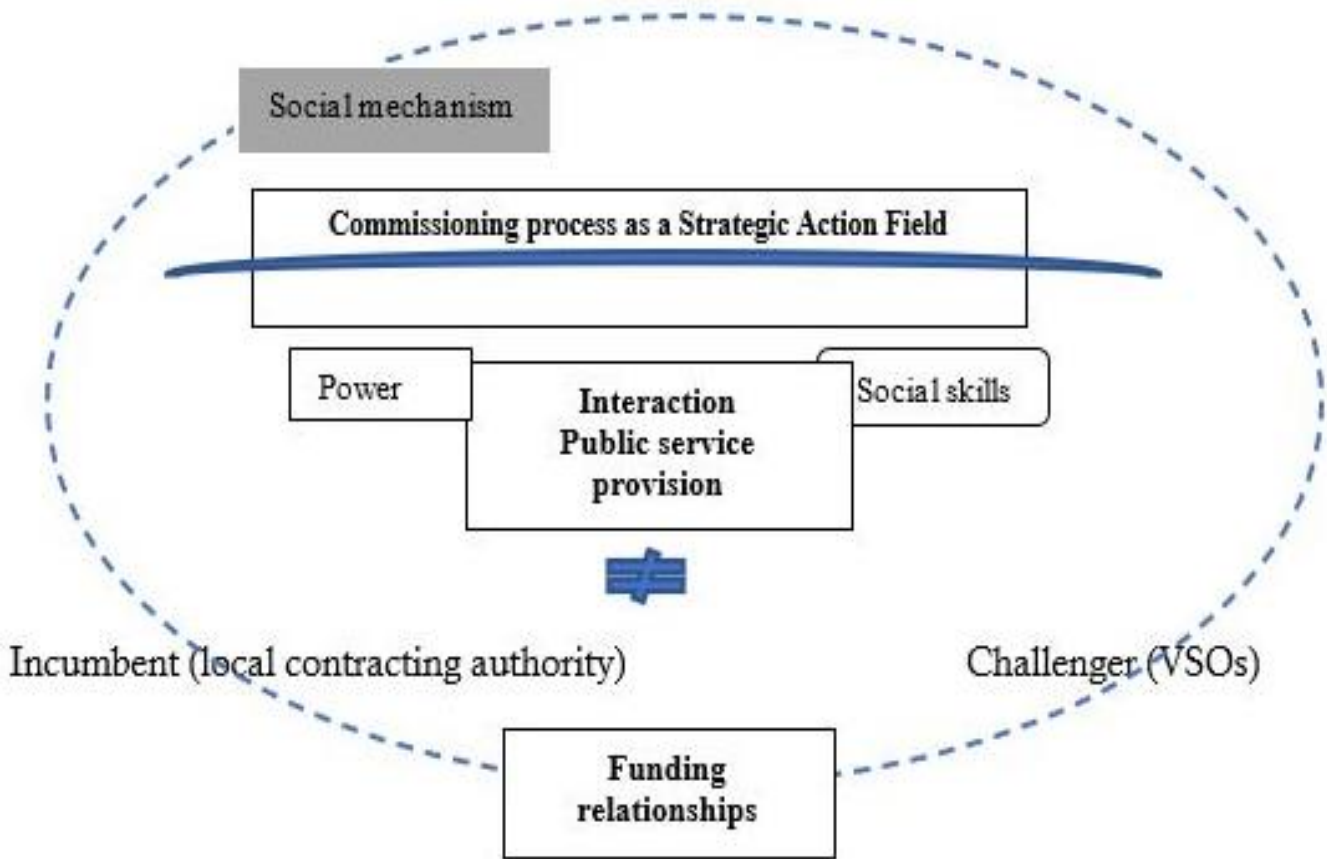 Social mechanism
Commissioning process as a Strategic Action Field
Power
Interaction
Public service
provision
Social skills
Incumbent (local contracting authority)
Challenger (VSOs)
Funding
relationships